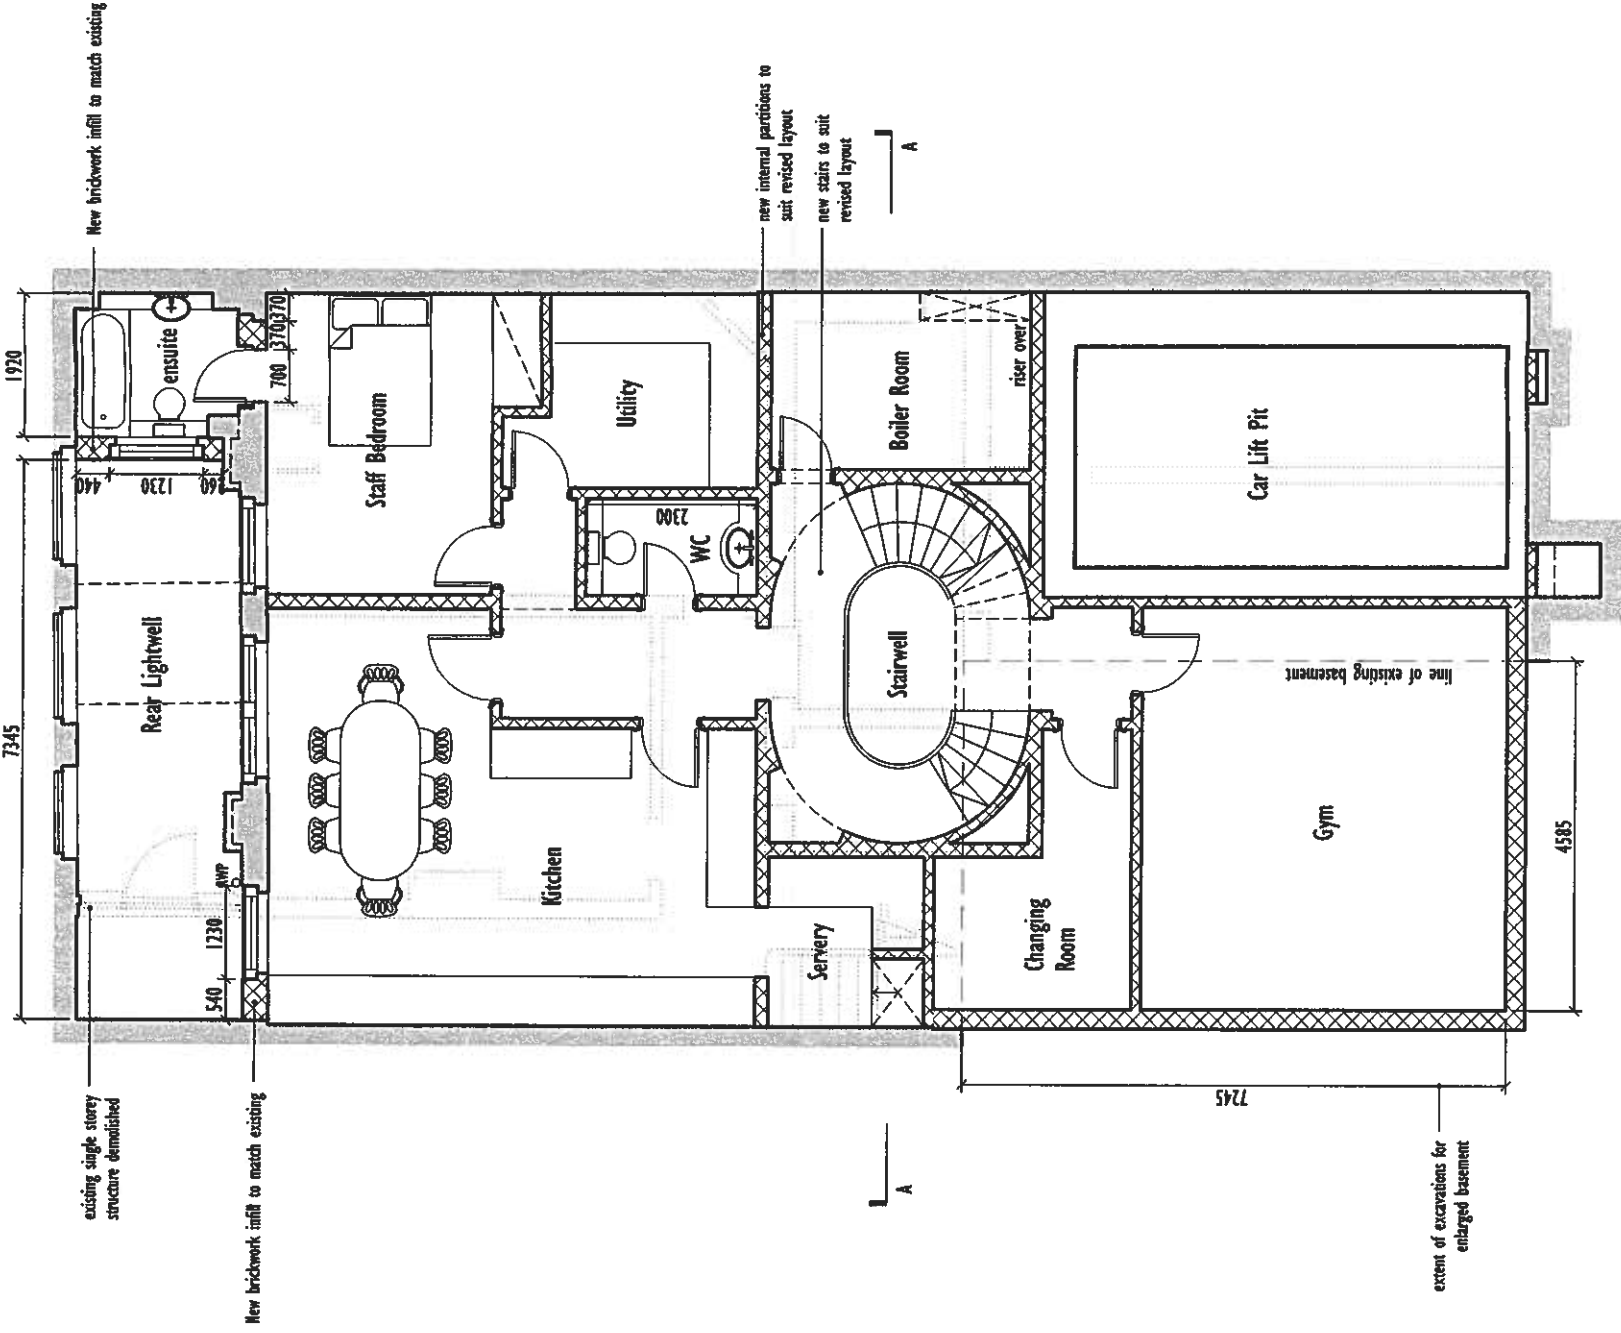 New brickwork infill to match existing
1920
7345
440
1230
260
700
370
370
ensuite
Rear Lightwell
Staff Bedroom
Utility
2300
WC
new internal partitions to
suit revised layout
new stairs to suit
revised layout
A
Boiler Room
riser over
Car Lift Pit
Stairwell
line of existing basement
RWP
1230
540
Kitchen
Servery
Changing
Room
Gym
4585
7245
existing single storey
structure demolished
New brickwork infill to match existing
A
extent of excavations for
enlarged basement